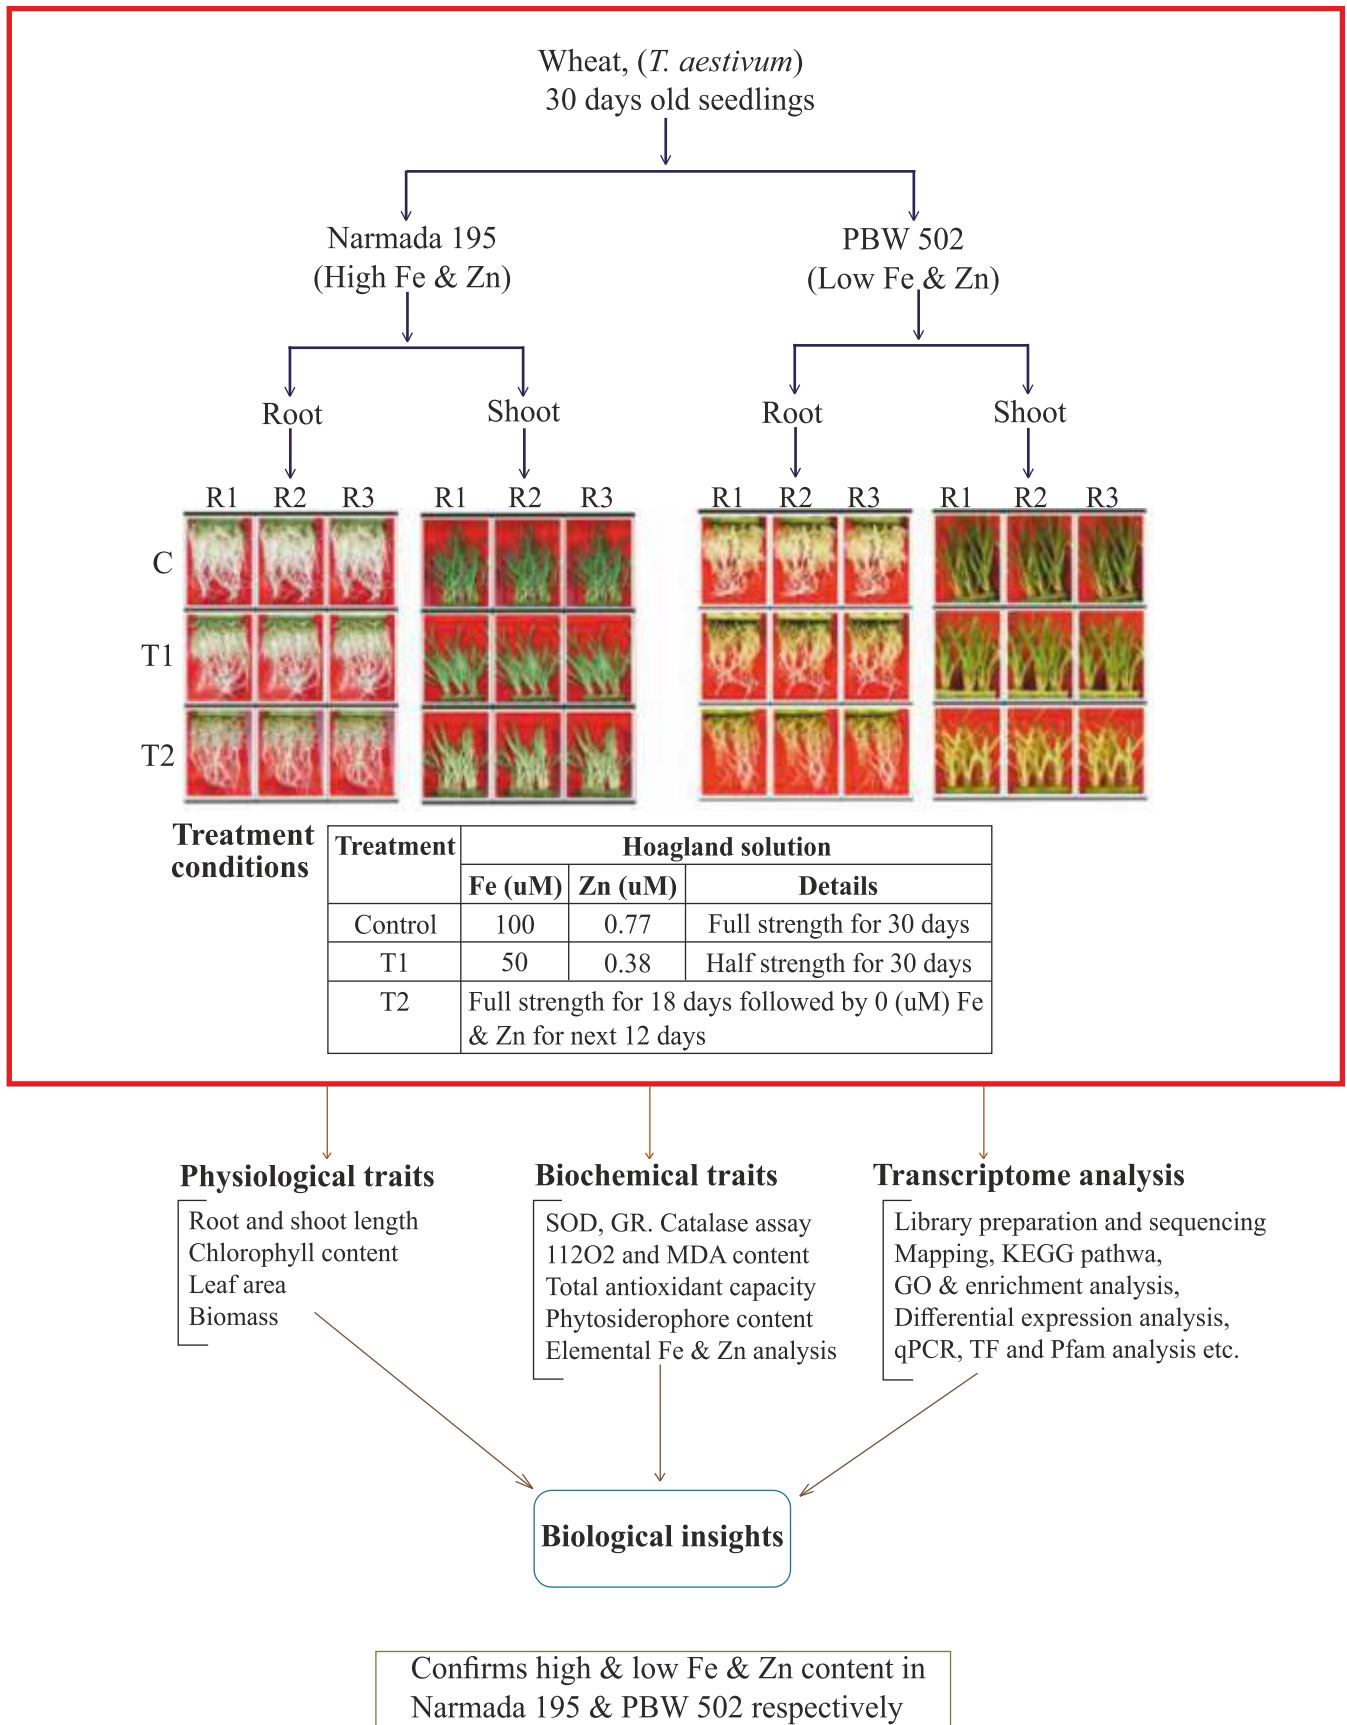 Wheat, (T. aestivum)
30 days old seedlings
Narmada 195
(High Fe & Zn)
PBW 502
(Low Fe & Zn)
Root
Shoot
Root
Shoot
R1 R2 R3
R1 R2 R3
R1 R2 R3
R1 R2 R3
C
T1
T2
Treatment
conditions
Treatment Hoagland solution
Fe (uM) Zn (uM) Details
Control 100 0.77 Full strength for 30 days
T1 50 0.38 Half strength for 30 days
T2 Full strength for 18 days followed by 0 (uM) Fe
& Zn for next 12 days
Physiological traits
Root and shoot length
Chlorophyll content
Leaf area
Biomass
Biochemical traits
SOD, GR. Catalase assay
112O2 and MDA content
Total antioxidant capacity
Phytosiderophore content
Elemental Fe & Zn analysis
Transcriptome analysis
Library preparation and sequencing
Mapping, KEGG pathwa,
GO & enrichment analysis,
Differential expression analysis,
qPCR, TF and Pfam analysis etc.
Biological insights
Confirms high & low Fe & Zn content in
Narmada 195 & PBW 502 respectively